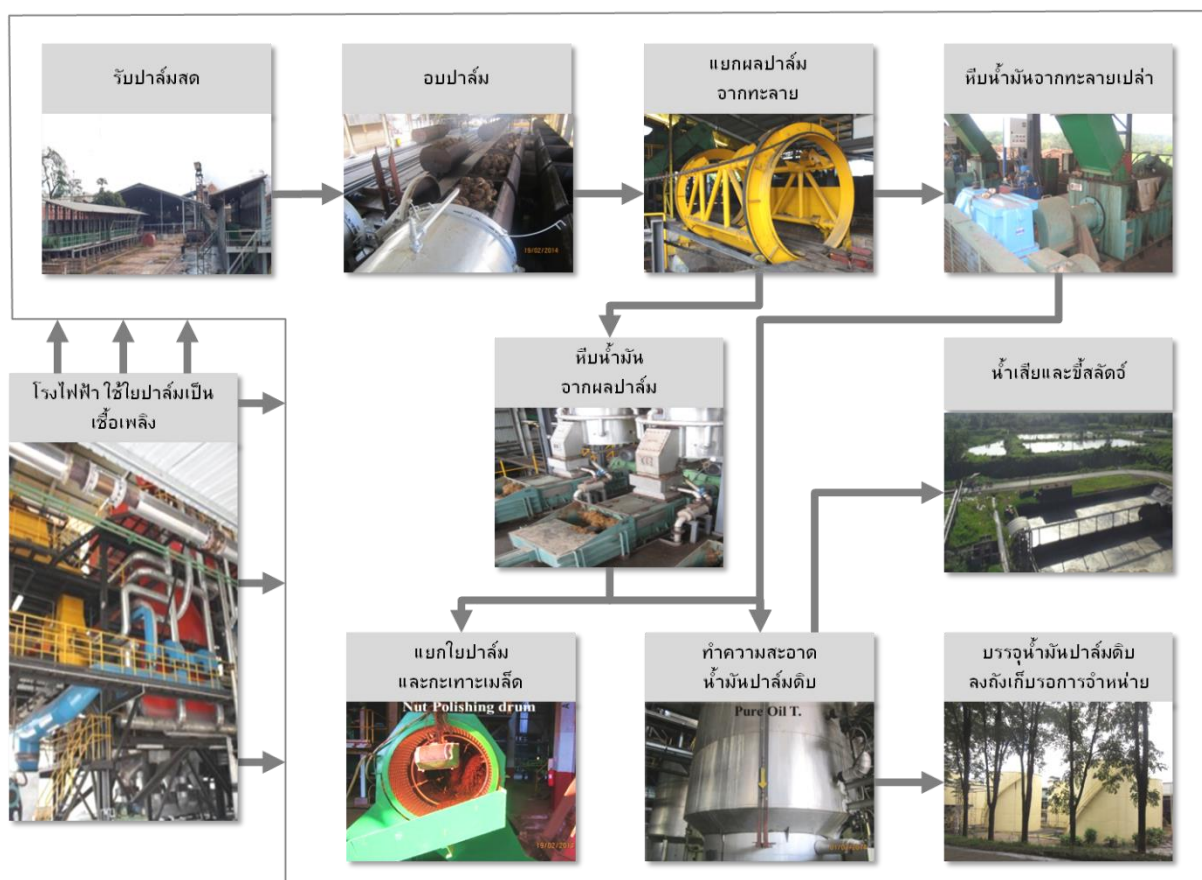 รับปาล์มสด
อบปาล์ม
แยกผลปาล์ม
จากทะลาย
หีบน้ำมันจากทะลายเปล่า
19/02/2014
หีบน้ำมัน
จากผลปาล์ม
น้ำเสียและขี้สลัดจ์
โรงไฟฟ้า ใช้ใยปาล์มเป็น
เชื้อเพลิง
แยกใยปาล์ม
และกะเทาะเมล็ด
Nut Polishing drum
ทำความสะอาด
น้ำมันปาล์มดิบ
Pure Oil T.
บรรจุน้ำมันปาล์มดิบ
ลงถังเก็บรอการจำหน่าย